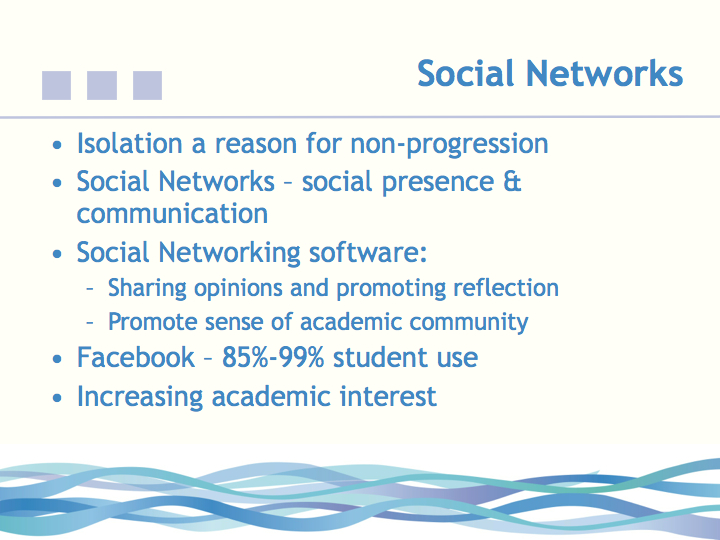 Social Networks
• Isolation a reason for non-progression
• Social Networks – social presence &
communication
• Social Networking software:
– Sharing opinions and promoting reflection
– Promote sense of academic community
• Facebook – 85%-99% student use
• Increasing academic interest